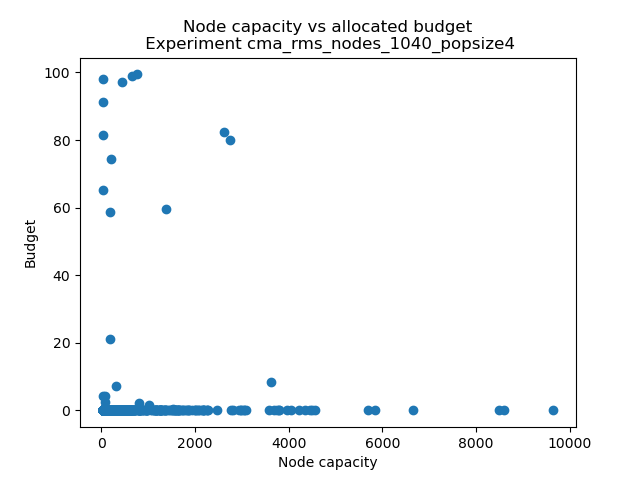 Node capacity vs allocated budget
Experiment cma_rms_nodes_1040_popsize4
100
80
60
40
20
0
Budget
0 2000 4000 6000 8000 10000
Node capacity